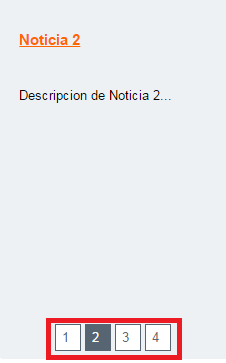 Noticia 2
Descripcion de Noticia 2...
1 2 3 4